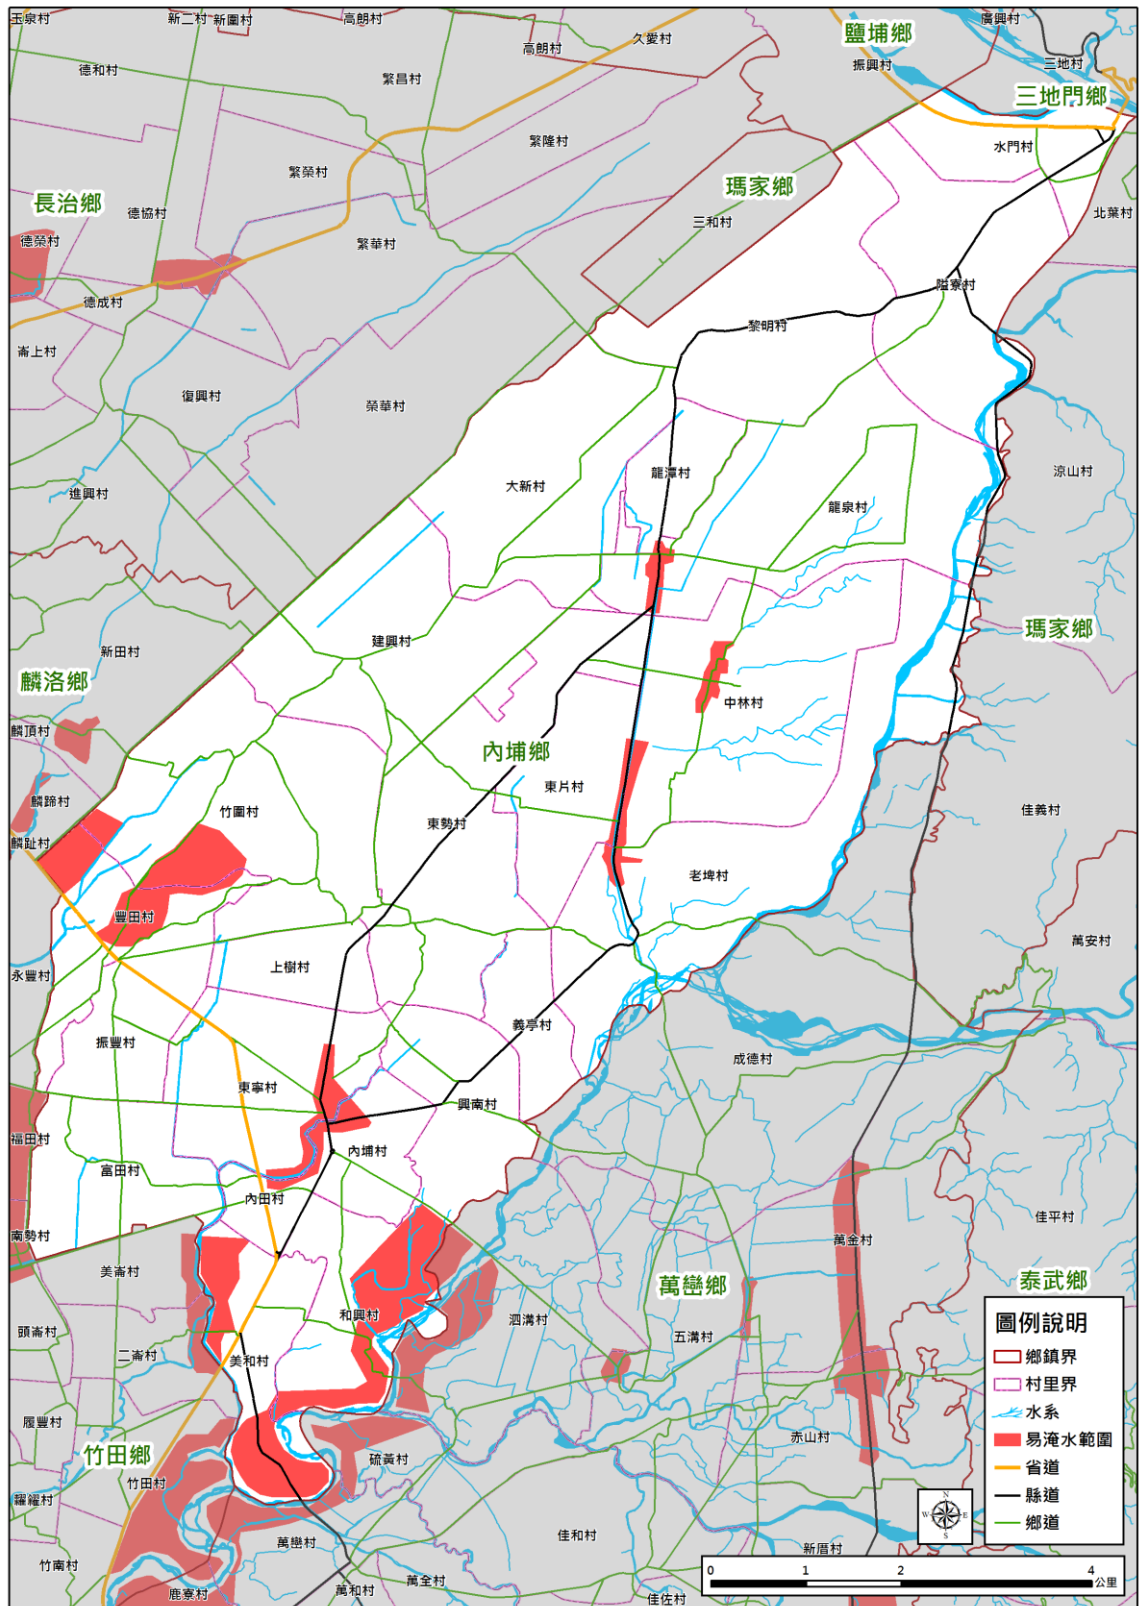 玉泉村
新二村
新圍村
高朗村
高朗村
久愛村
鹽埔鄉
廣興村
振興村
三地村
三地門鄉
德和村
繁昌村
繁隆村
水門村
繁榮村
長治鄉
德協村
瑪家鄉
三和村
北葉村
德榮村
繁華村
隘寮村
德成村
黎明村
崙上村
復興村
榮華村
涼山村
龍潭村
大新村
進興村
龍泉村
建興村
瑪家鄉
新田村
麟洛鄉
中林村
麟頂村
內埔鄉
東片村
麟蹄村
竹圍村
東勢村
佳義村
麟趾村
老埤村
豐田村
萬安村
上樹村
永豐村
義亭村
振豐村
成德村
東寧村
興南村
福田村
內埔村
富田村
內田村
佳平村
南勢村
萬金村
美崙村
萬巒鄉
泰武鄉
和興村
泗溝村
頭崙村
五溝村
二崙村
美和村
履豐村
赤山村
竹田鄉
硫黃村
竹田村
糶糴村
萬巒村
佳和村
新厝村
竹南村
萬全村
鹿寮村
萬和村
佳佐村
圖例說明
鄉鎮界
村里界
水系
易淹水範圍
省道
縣道
鄉道
N
W
E
S
0
1
2
4
公里